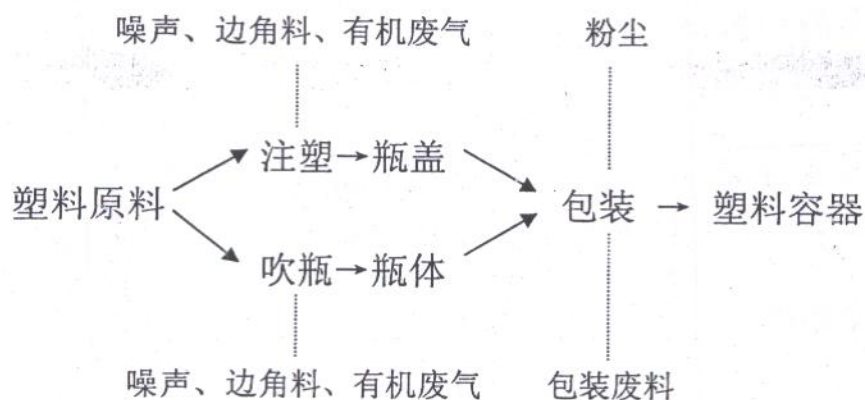 噪声、边角料、有机废气 粉尘
注塑→瓶盖
塑料原料 包装 → 塑料容器
吹瓶→瓶体
噪声、边角料、有机废气 包装废料